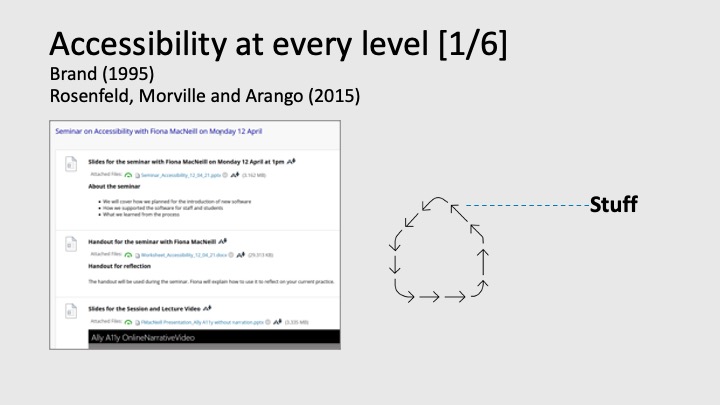 Accessibility at every level [1/6]
Brand (1995)
Rosenfeld, Morville and Arango (2015)
Seminar on Accessibility with Fiona MacNeill on Monday 12 April
Slides for the seminar with Fiona MacNeill on Monday 12 April at 1pm
Attached Files: Seminar_Accessibility_12_04_21.pptx (3.162 MB)
About the seminar
We will cover how we planned for the introduction of new software
How we supported the software for staff and students
What we learned from the process
Handout for the seminar with Fiona MacNeill
Attached Files: Worksheet_Accessibility_12_04_21.docx (29.313 KB)
Handout for reflection
The handout will be used during the seminar. Fiona will explain how to use it to reflect on your current practice.
Slides for the Session and Lecture Video
Attached Files: FMacNeill-Presentation_Ally A11y without narration.pptx (3.335 MB)
Ally A11y OnlineNarrativeVideo
Stuff